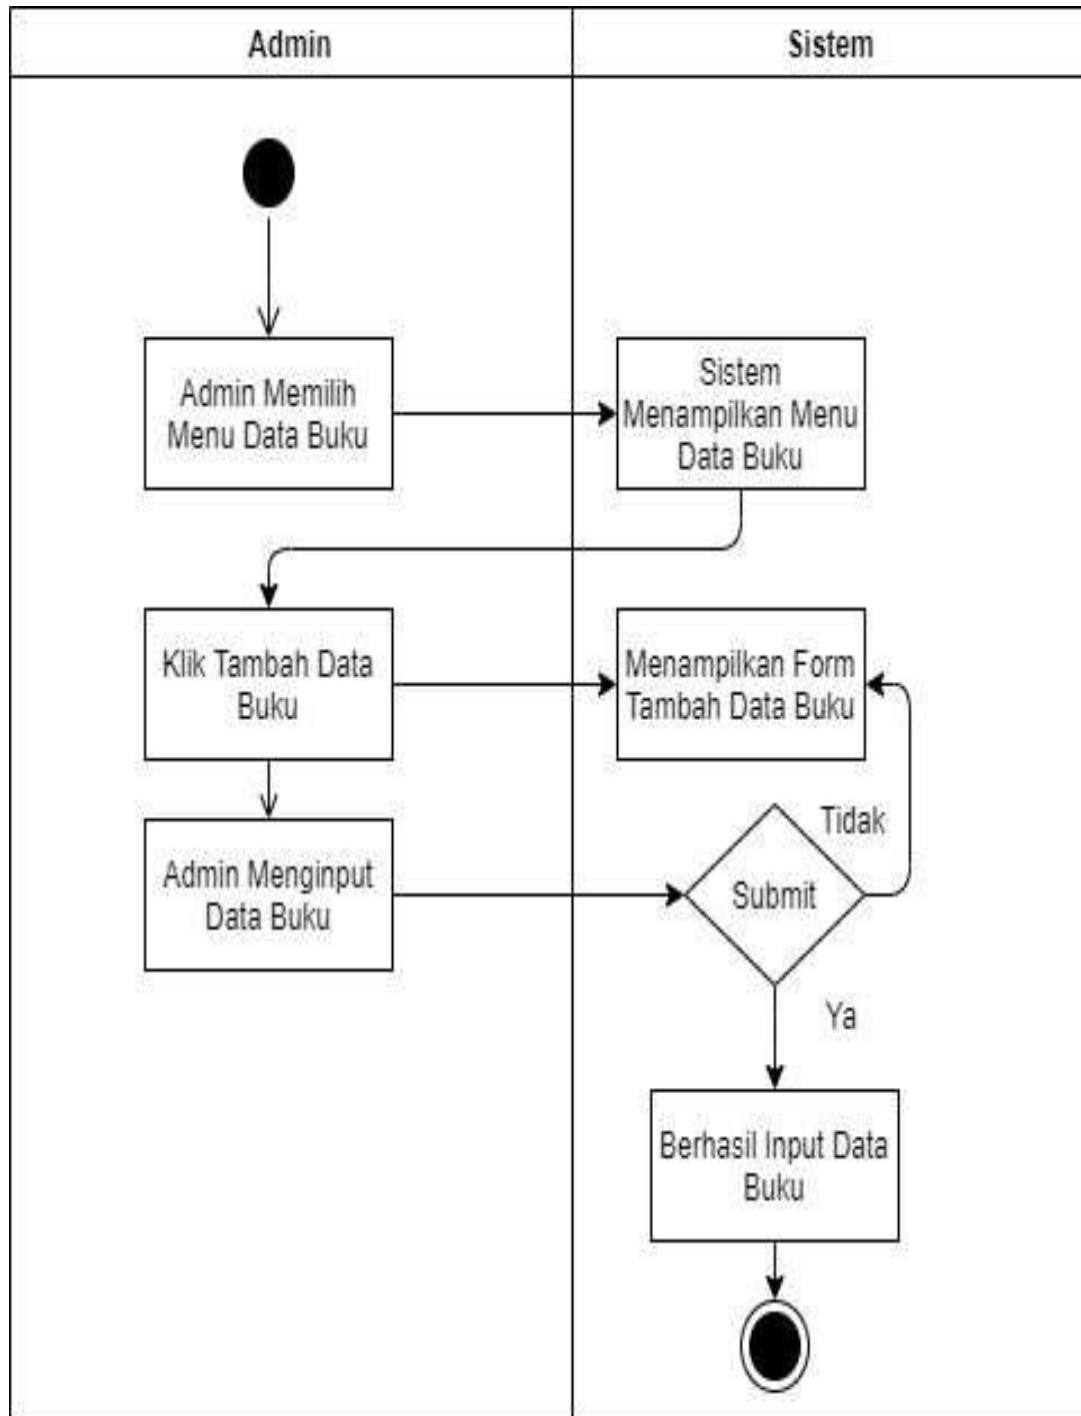 Admin
Sistem
Admin Memilih
Menu Data Buku
Sistem
Menampilkan Menu
Data Buku
Klik Tambah Data
Buku
Menampilkan Form
Tambah Data Buku
Admin Menginput
Data Buku
Submit
Tidak
Ya
Berhasil Input Data
Buku